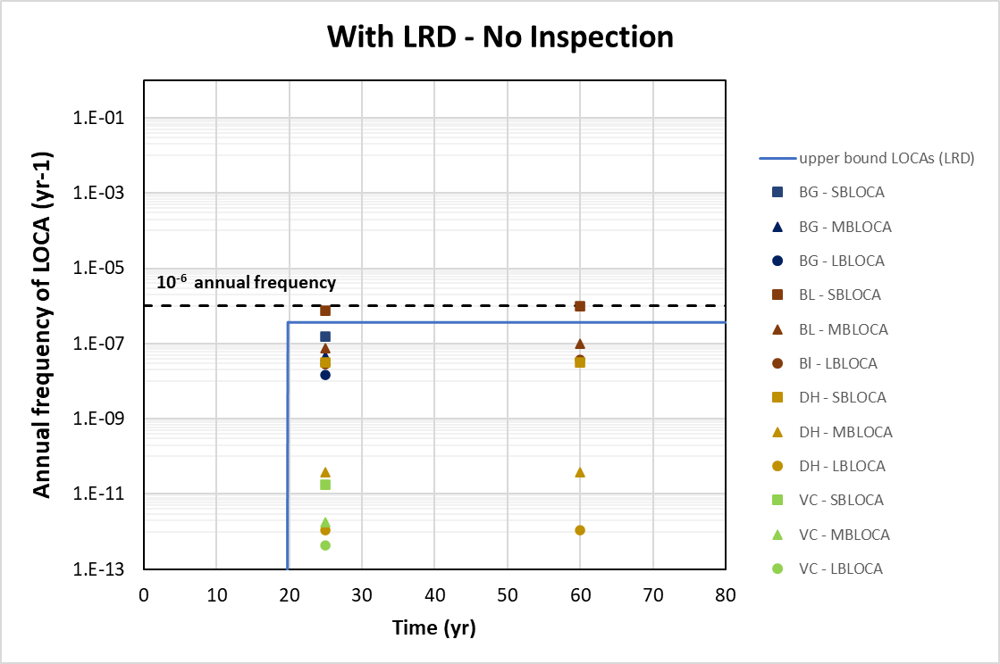 With LRD - No Inspection
Annual frequency of LOCA (yr-1)
1.E-01
1.E-03
1.E-05
1.E-07
1.E-09
1.E-11
1.E-13
10-6 annual frequency
0 10 20 30 40 50 60 70 80
Time (yr)
upper bound LOCAs (LRD)
BG - SBLOCA
BG - MBLOCA
BG - LBLOCA
BL - SBLOCA
BL - MBLOCA
Bl - LBLOCA
DH - SBLOCA
DH - MBLOCA
DH - LBLOCA
VC - SBLOCA
VC - MBLOCA
VC - LBLOCA